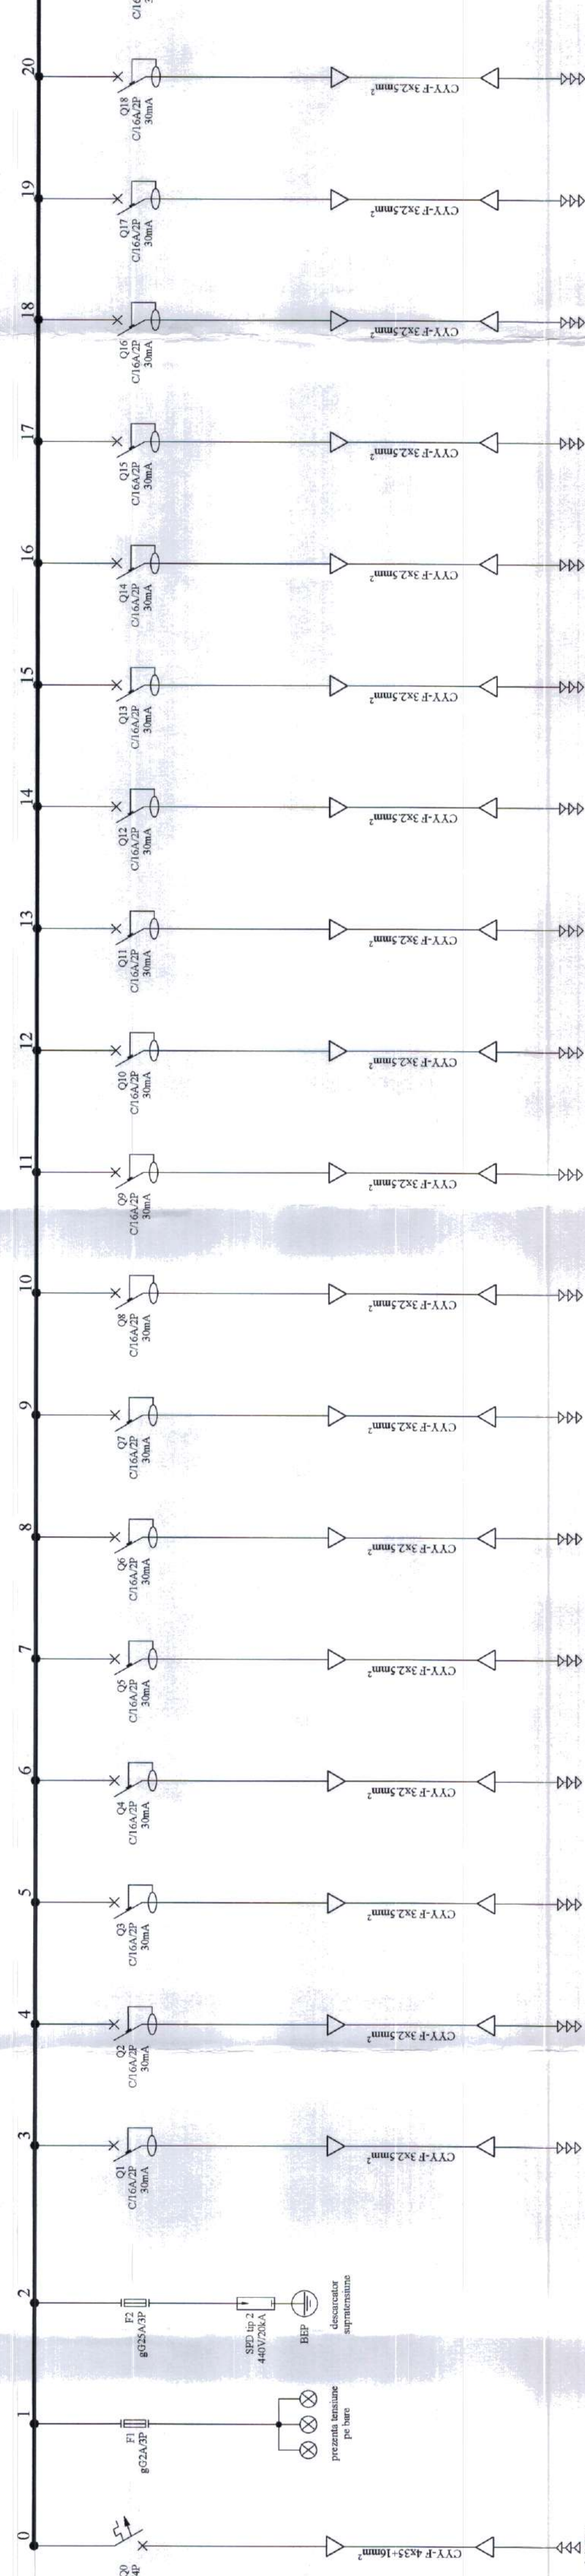 0
Q0
4P
CYY-F 4x35+16mm²
1
F1
gG2A/3P
prezenta tensiune
pe bare
2
F2
gG25A/3P
SPD tip 2
440V/20kA
BEP
descarcator
supratensiune
3
Q1
C/16A/2P
30mA
CYY-F 3x2.5mm²
4
Q2
C/16A/2P
30mA
CYY-F 3x2.5mm²
5
Q3
C/16A/2P
30mA
CYY-F 3x2.5mm²
6
Q4
C/16A/2P
30mA
CYY-F 3x2.5mm²
7
Q5
C/16A/2P
30mA
CYY-F 3x2.5mm²
8
Q6
C/16A/2P
30mA
CYY-F 3x2.5mm²
9
Q7
C/16A/2P
30mA
CYY-F 3x2.5mm²
10
Q8
C/16A/2P
30mA
CYY-F 3x2.5mm²
11
Q9
C/16A/2P
30mA
CYY-F 3x2.5mm²
12
Q10
C/16A/2P
30mA
CYY-F 3x2.5mm²
13
Q11
C/16A/2P
30mA
CYY-F 3x2.5mm²
14
Q12
C/16A/2P
30mA
CYY-F 3x2.5mm²
15
Q13
C/16A/2P
30mA
CYY-F 3x2.5mm²
16
Q14
C/16A/2P
30mA
CYY-F 3x2.5mm²
17
Q15
C/16A/2P
30mA
CYY-F 3x2.5mm²
18
Q16
C/16A/2P
30mA
CYY-F 3x2.5mm²
19
Q17
C/16A/2P
30mA
CYY-F 3x2.5mm²
20
Q18
C/16A/2P
30mA
CYY-F 3x2.5mm²
C/16